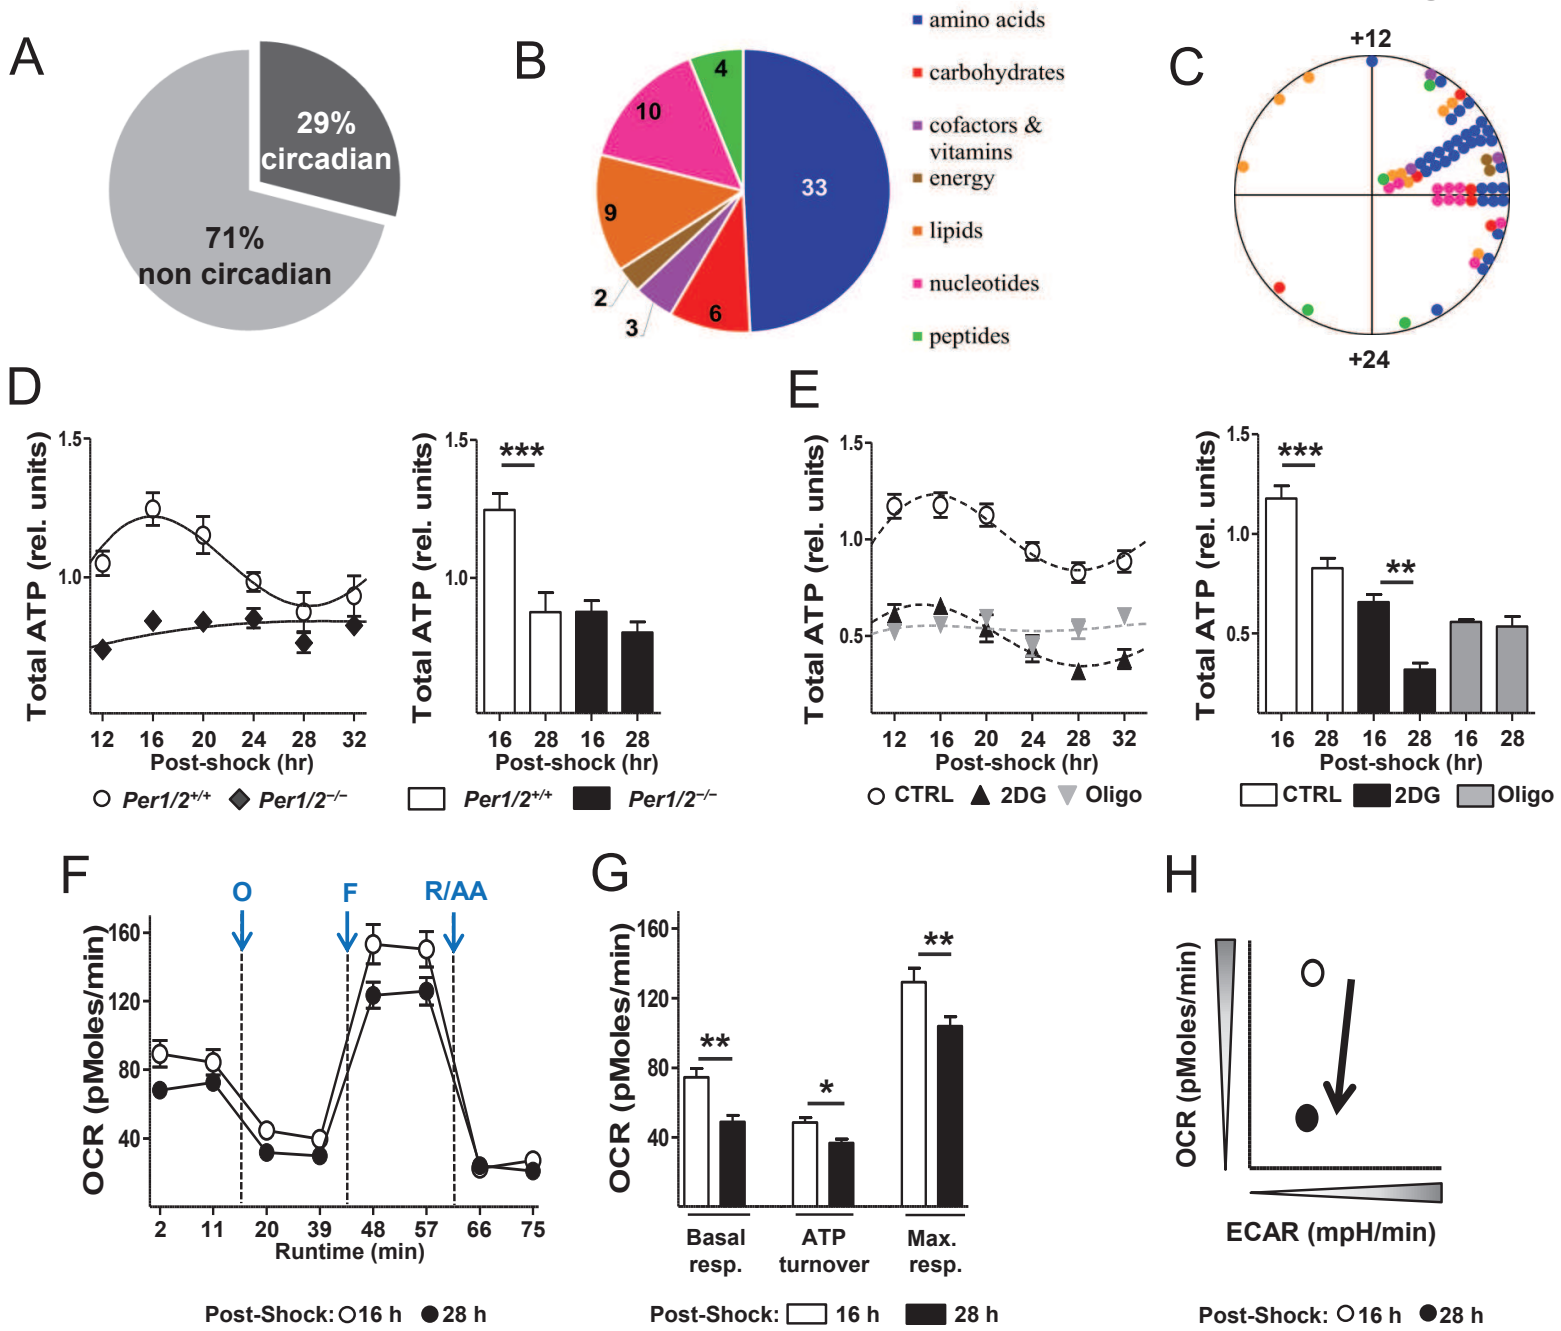 A
29%
circadian
71%
non circadian
B
4
10
33
9
2
3
6
amino acids
carbohydrates
cofactors &
vitamins
energy
lipids
nucleotides
peptides
C
+12
+24
D
Total ATP (rel. units)
1.5
1.0
12 16 20 24 28 32
Post-shock (hr)
Per1/2+/+ Per1/2−/−
Total ATP (rel. units)
1.5
1.0
***
16 28 16 28
Post-shock (hr)
Per1/2+/+ Per1/2−/−
E
Total ATP (rel. units)
1.5
1.0
0.5
12 16 20 24 28 32
Post-shock (hr)
CTRL 2DG Oligo
Total ATP (rel. units)
1.5
1.0
0.5
***
**
16 28 16 28 16 28
Post-shock (hr)
CTRL 2DG Oligo
F
O F R/AA
OCR (pMoles/min)
160
120
80
40
2 11 20 39 48 57 66 75
Runtime (min)
Post-Shock: 16 h 28 h
G
OCR (pMoles/min)
160
120
80
40
**
*
**
Basal
resp.
ATP
turnover
Max.
resp.
Post-Shock: 16 h 28 h
H
OCR (pMoles/min)
ECAR (mpH/min)
Post-Shock: 16 h 28 h